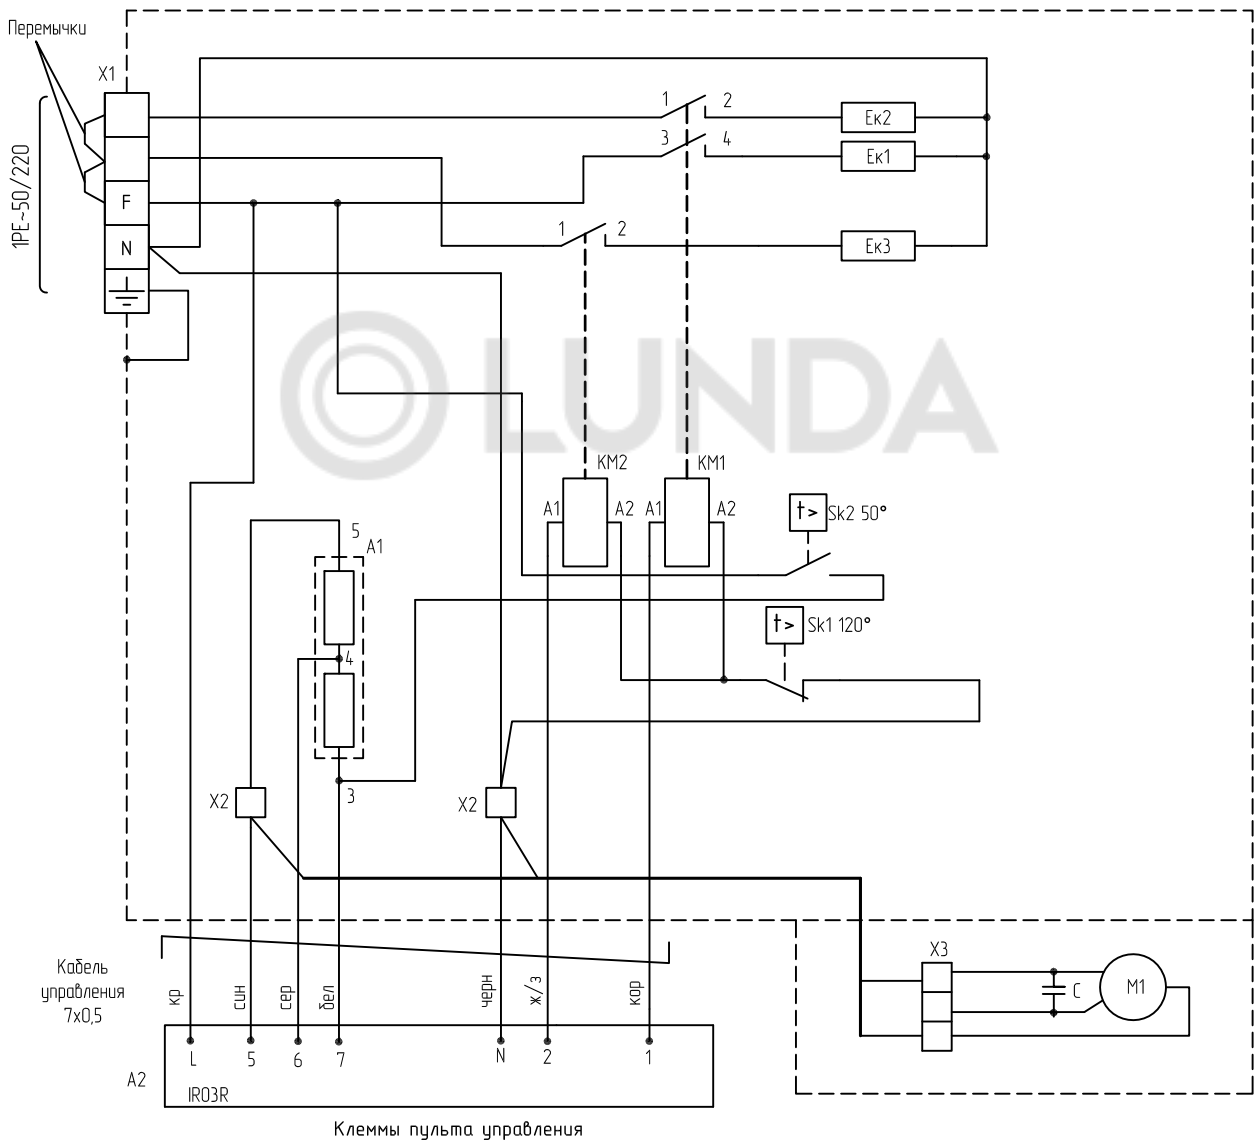 Перемычки
X1
1PE~50/220
F
N
1
2
Ек2
3
4
Ек1
1
2
Ек3
LUNDA
KM2
KM1
A1
A2
A1
A2
t>
Sk2 50°
5
A1
t>
Sk1 120°
4
3
X2
X2
Кабель
управления
7x0,5
кр
син
сер
бел
черн
ж/з
кор
X3
C
M1
L
5
6
7
N
2
1
A2
IR03R
Клеммы пульта управления